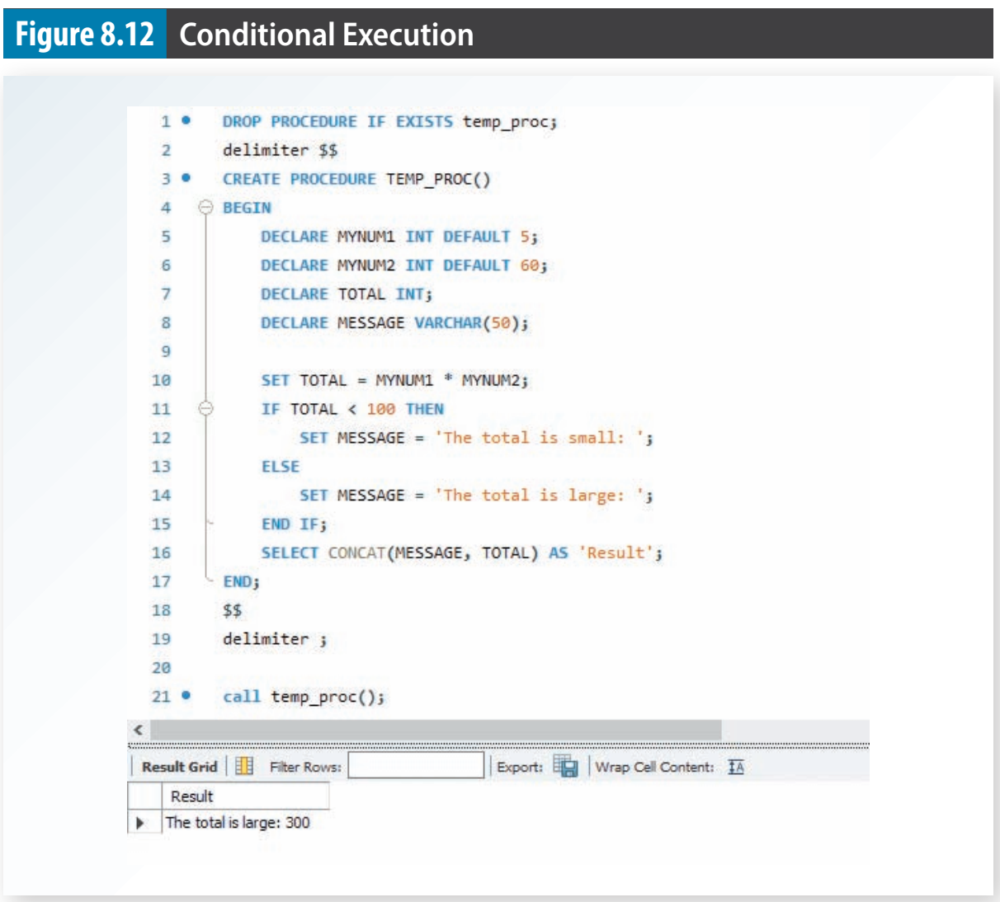 Figure 8.12 Conditional Execution
1 DROP PROCEDURE IF EXISTS temp_proc;
2 delimiter $$
3 CREATE PROCEDURE TEMP_PROC()
4 BEGIN
5 DECLARE MYNUM1 INT DEFAULT 5;
6 DECLARE MYNUM2 INT DEFAULT 60;
7 DECLARE TOTAL INT;
8 DECLARE MESSAGE VARCHAR(50);
9
10 SET TOTAL = MYNUM1 * MYNUM2;
11 IF TOTAL < 100 THEN
12 SET MESSAGE = 'The total is small: ';
13 ELSE
14 SET MESSAGE = 'The total is large: ';
15 END IF;
16 SELECT CONCAT(MESSAGE, TOTAL) AS 'Result';
17 END;
18 $$
19 delimiter ;
20
21 call temp_proc();
Result Grid Filter Rows: Export: Wrap Cell Content: IA
Result
The total is large: 300